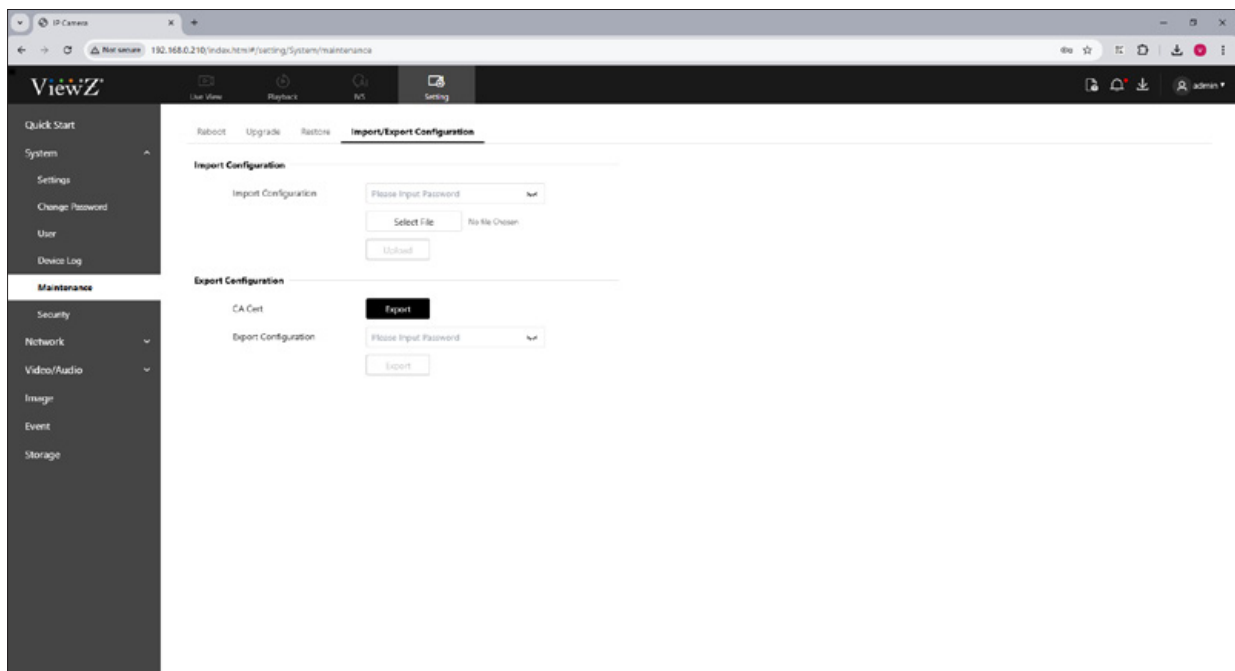 IP Camera
Not secure 192.168.0.210/index.html#/setting/System/maintenance
ViewZ
Live View Playback IVS Setting
admin
Quick Start
System
Settings
Change Password
User
Device Log
Maintenance
Security
Network
Video/Audio
Image
Event
Storage
Reboot Upgrade Restore Import/Export Configuration
Import Configuration
Import Configuration Please Input Password
Select File No file Chosen
Upload
Export Configuration
CA Cert Export
Export Configuration Please Input Password
Export